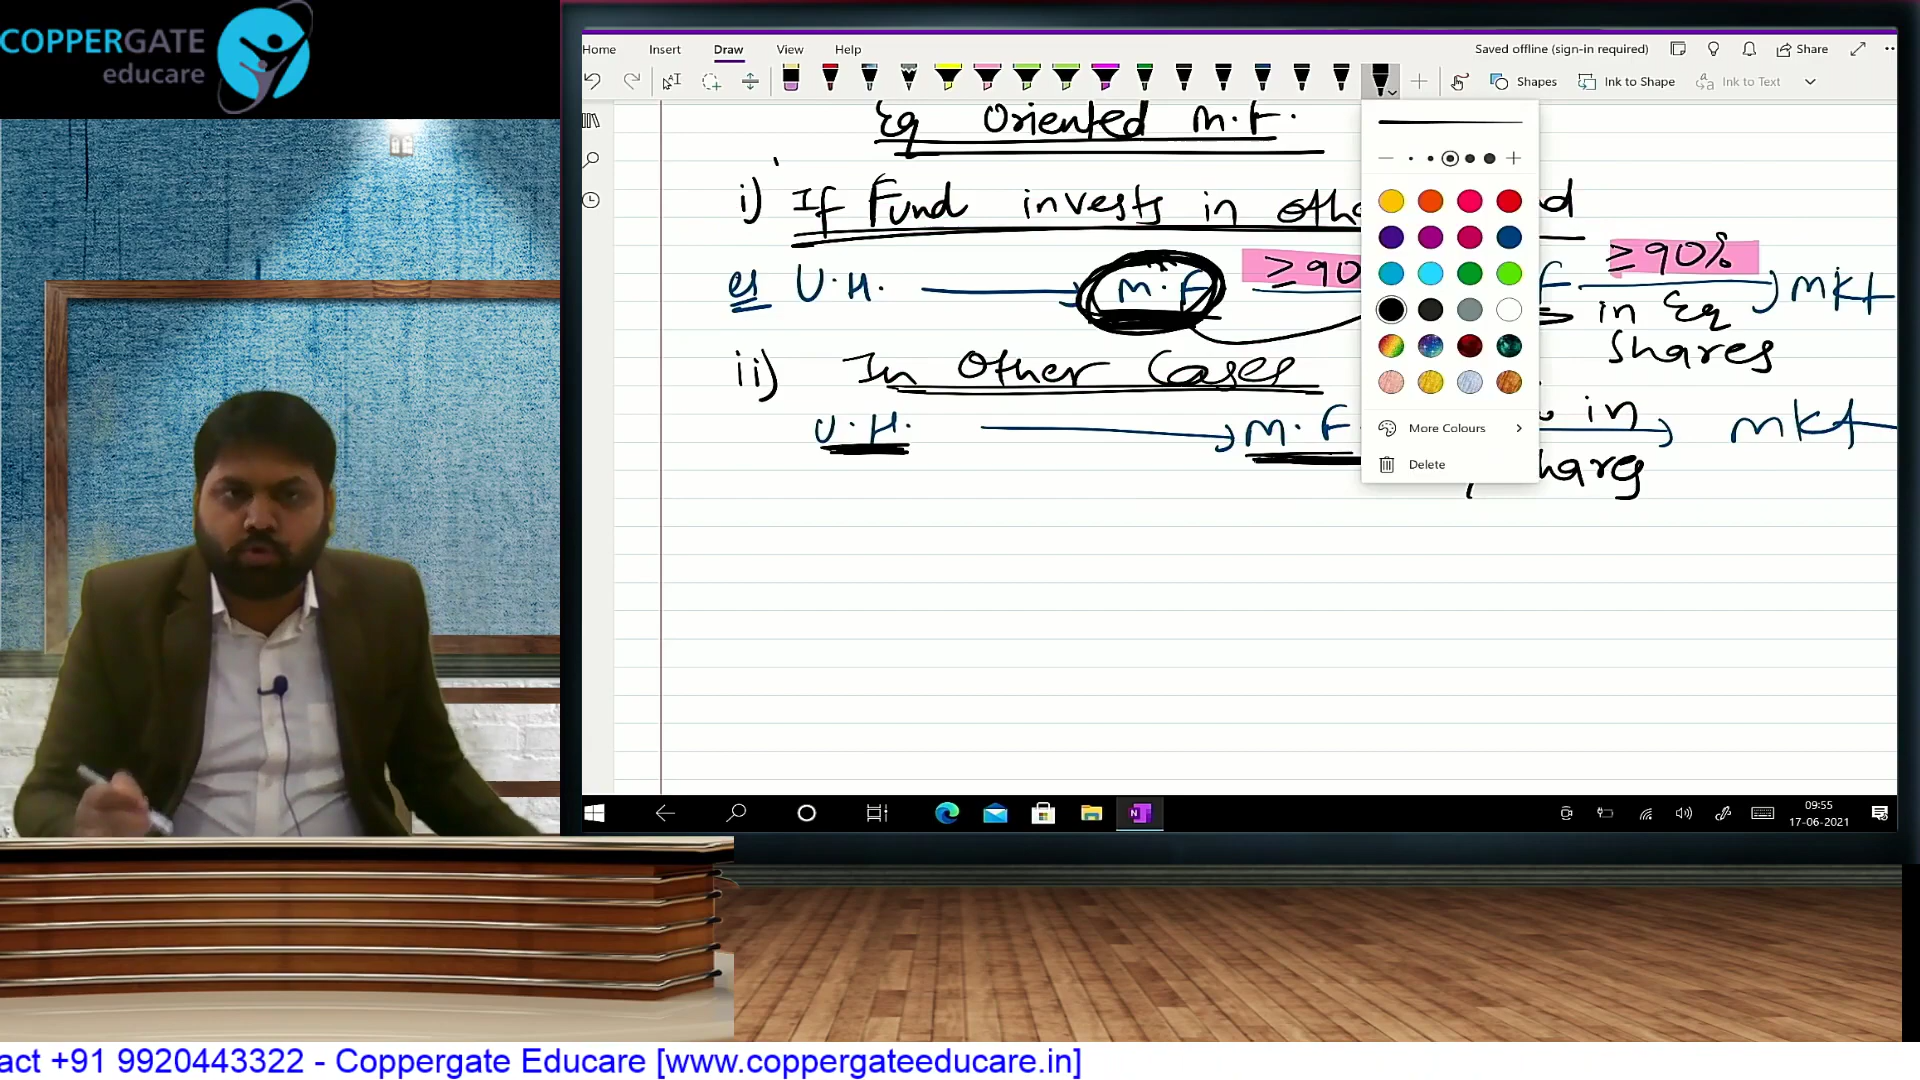 COPPERGATE
educare
Home Insert Draw View Help Saved offline (sign-in required) Share
Shapes Ink to Shape Ink to Text
Eq Oriented M.F.
i) If Fund invests in othe d
eg U.H. M.F ≥90 F ≥90% mkt
in Eq
Shares
ii) In Other Cases
U.H. M.F in mkt
hares
More Colours
Delete
09:55
17-06-2021
act +91 9920443322 - Coppergate Educare [www.coppergateeducare.in]